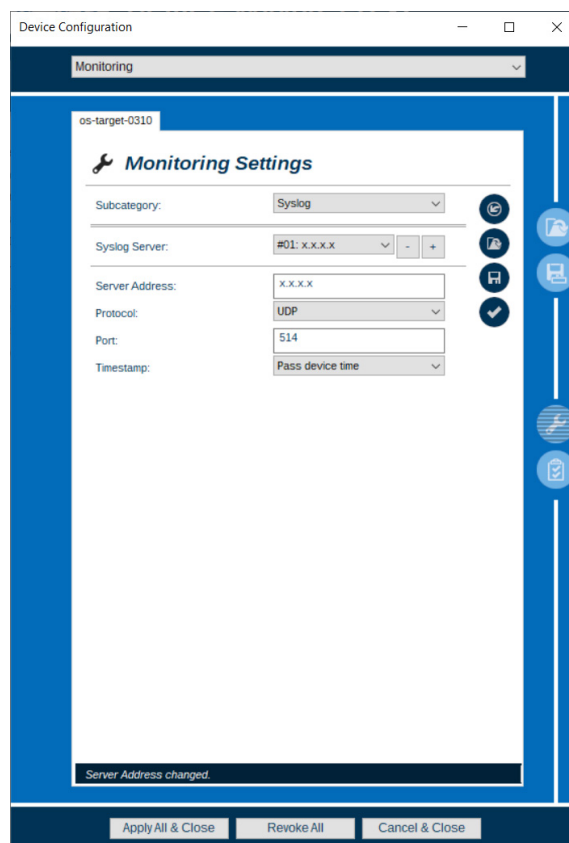 Device Configuration
Monitoring
os-target-0310
Monitoring Settings
Subcategory: Syslog
Syslog Server: #01: x.x.x.x - +
Server Address: x.x.x.x
Protocol: UDP
Port: 514
Timestamp: Pass device time
Server Address changed.
Apply All & Close Revoke All Cancel & Close